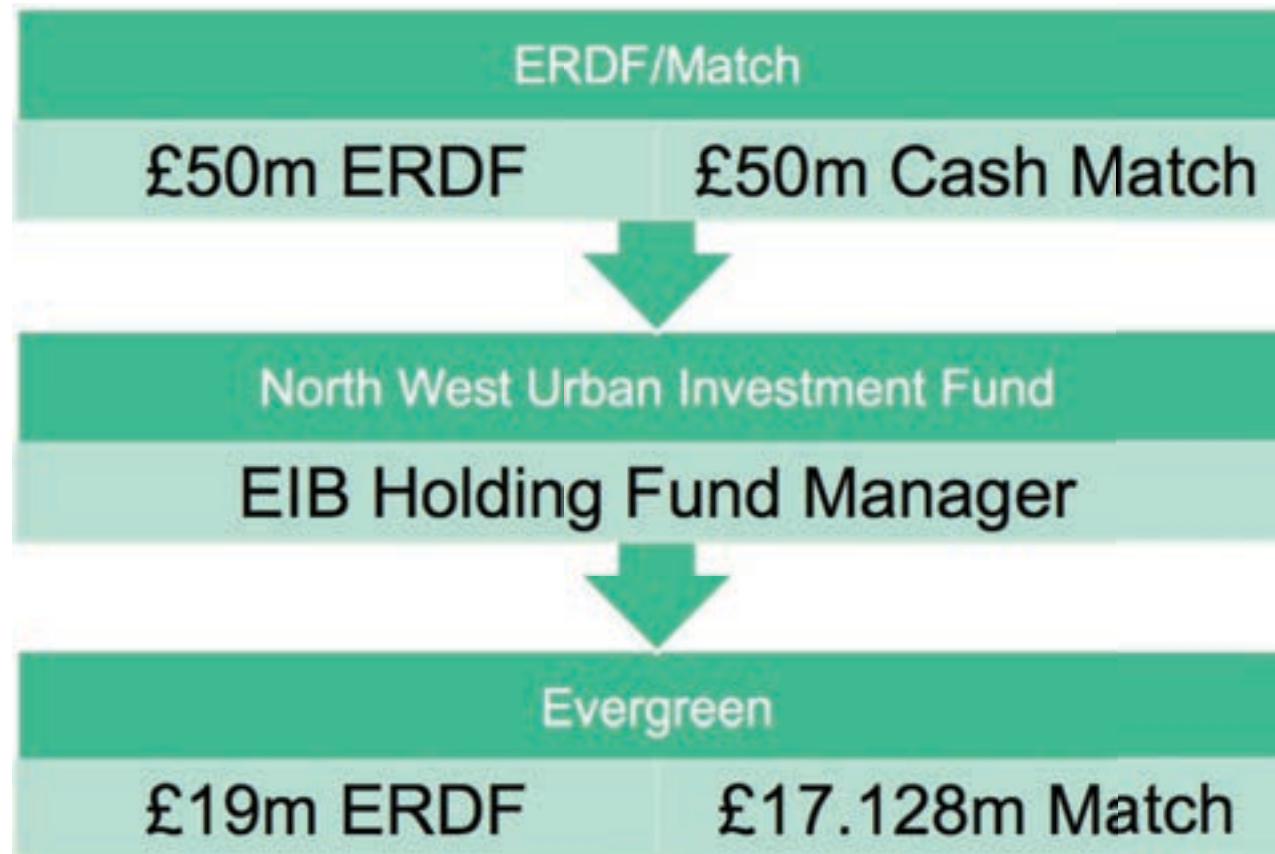 ERDF/Match
£50m ERDF £50m Cash Match
North West Urban Investment Fund
EIB Holding Fund Manager
Evergreen
£19m ERDF £17.128m Match